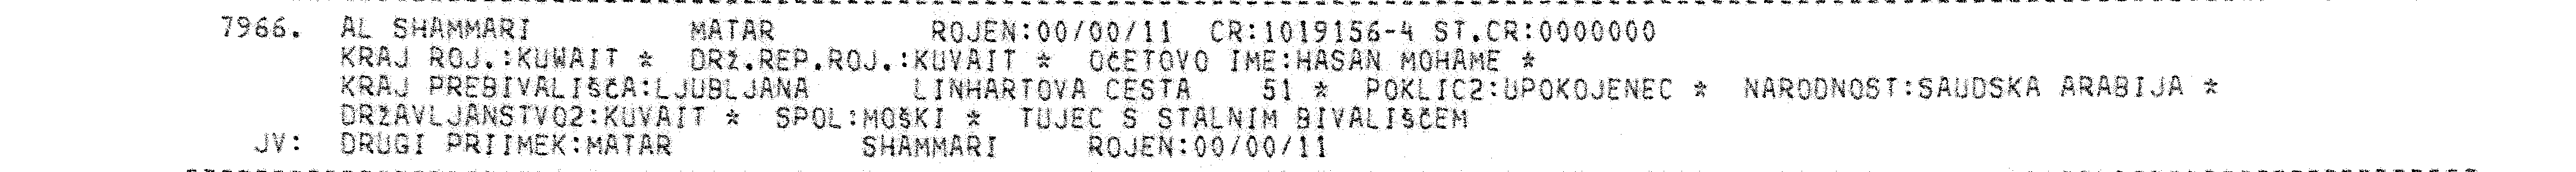 7966. AL SHAMMARI MATAR ROJEN:00/00/11 CR:1019156-4 ST.CR:0000000
KRAJ ROJ.:KUWAIT * DRŽ.REP.ROJ.:KUVAIT * OČETOVO IME:HASAN MOHAME *
KRAJ PREBIVALIŠČA:LJUBLJANA LINHARTOVA CESTA 51 * POKLIC2:UPOKOJENEC * NARODNOST:SAUDSKA ARABIJA *
DRŽAVLJANSTVO2:KUVAIT * SPOL:MOŠKI * TUJEC S STALNIM BIVALIŠČEM
JV: DRUGI PRIIMEK:MATAR SHAMMARI ROJEN:00/00/11